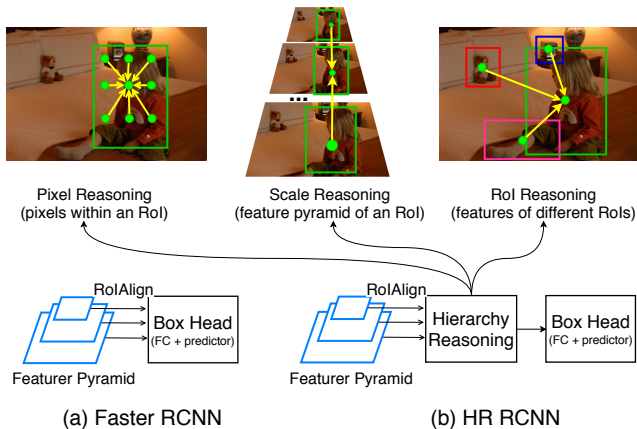 Pixel Reasoning
(pixels within an RoI)
Scale Reasoning
(feature pyramid of an RoI)
RoI Reasoning
(features of different RoIs)
RoIAlign
Box Head
(FC + predictor)
Featurer Pyramid
RoIAlign
Hierarchy
Reasoning
Box Head
(FC + predictor)
Featurer Pyramid
(a) Faster RCNN
(b) HR RCNN